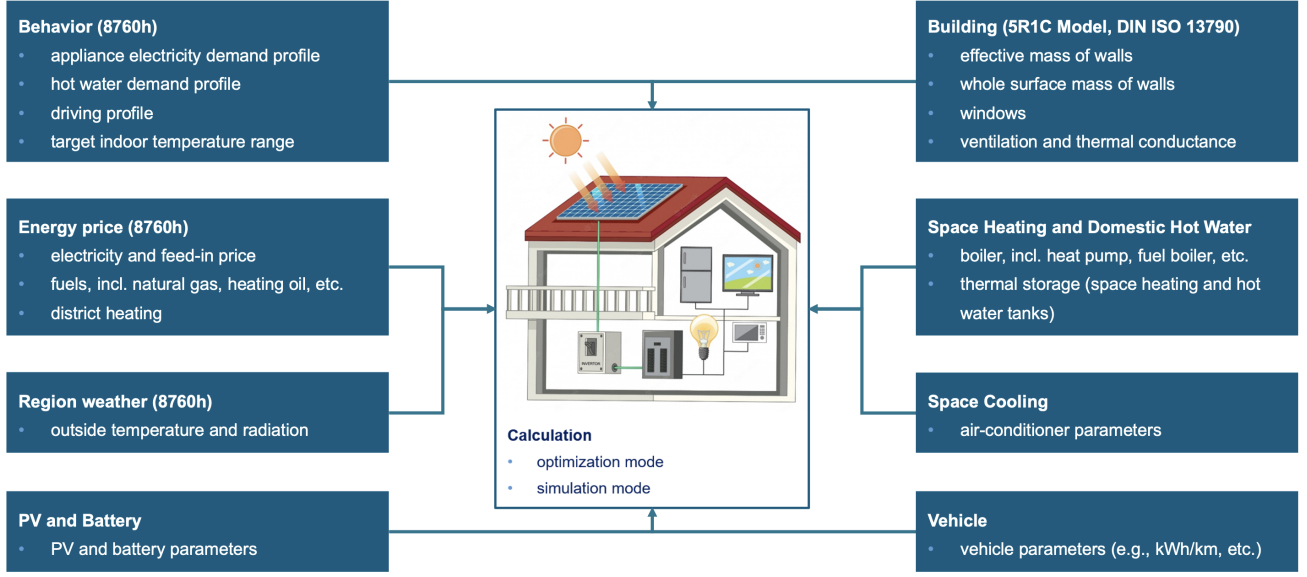 Behavior (8760h)
• appliance electricity demand profile
• hot water demand profile
• driving profile
• target indoor temperature range
Energy price (8760h)
• electricity and feed-in price
• fuels, incl. natural gas, heating oil, etc.
• district heating
Region weather (8760h)
• outside temperature and radiation
PV and Battery
• PV and battery parameters
INVERTOR
Calculation
• optimization mode
• simulation mode
Building (5R1C Model, DIN ISO 13790)
• effective mass of walls
• whole surface mass of walls
• windows
• ventilation and thermal conductance
Space Heating and Domestic Hot Water
• boiler, incl. heat pump, fuel boiler, etc.
• thermal storage (space heating and hot
water tanks)
Space Cooling
• air-conditioner parameters
Vehicle
• vehicle parameters (e.g., kWh/km, etc.)